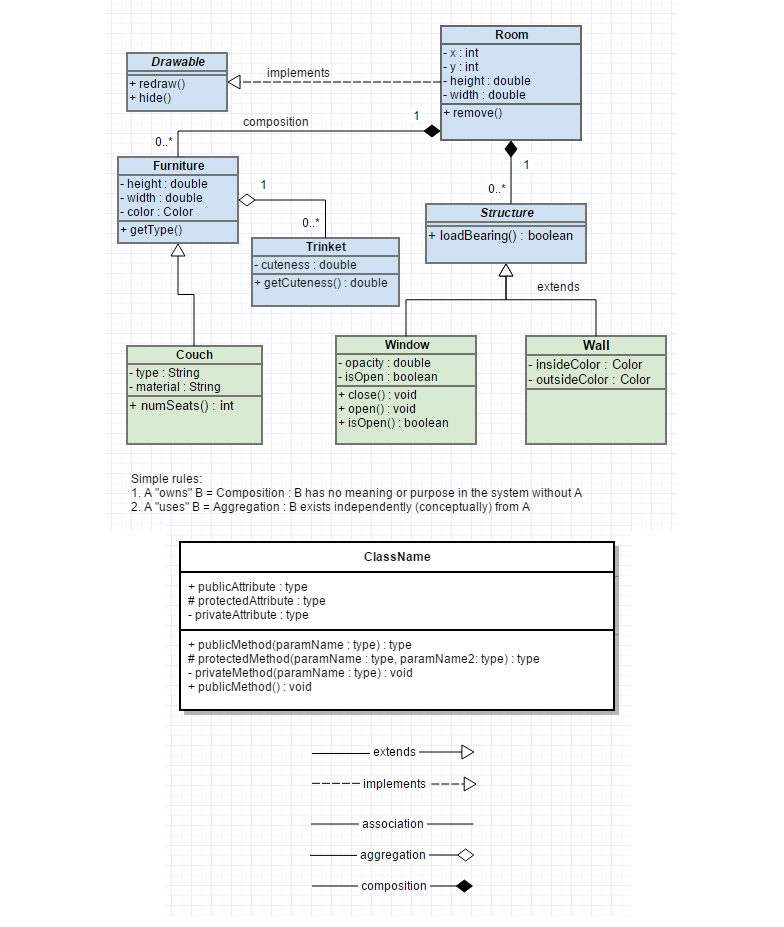 Room
- x : int
- y : int
- height : double
- width : double
+ remove()
Drawable
+ redraw()
+ hide()
implements
composition
1
0..*
1
0..*
Furniture
- height : double
- width : double
- color : Color
+ getType()
1
0..*
Trinket
- cuteness : double
+ getCuteness() : double
Structure
+ loadBearing() : boolean
extends
Couch
- type : String
- material : String
+ numSeats() : int
Window
- opacity : double
- isOpen : boolean
+ close() : void
+ open() : void
+ isOpen() : boolean
Wall
- insideColor : Color
- outsideColor : Color
Simple rules:
1. A "owns" B = Composition : B has no meaning or purpose in the system without A
2. A "uses" B = Aggregation : B exists independently (conceptually) from A
ClassName
+ publicAttribute : type
# protectedAttribute : type
- privateAttribute : type
+ publicMethod(paramName : type) : type
# protectedMethod(paramName : type, paramName2: type) : type
- privateMethod(paramName : type) : void
+ publicMethod() : void
extends
implements
association
aggregation
composition